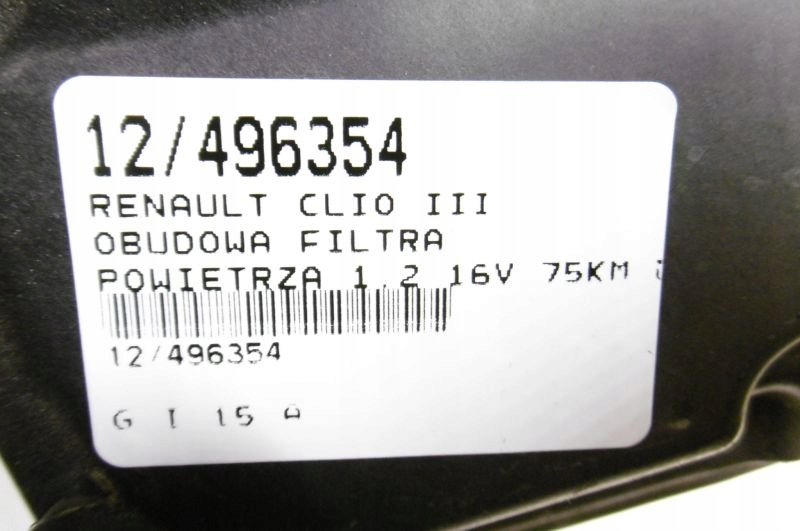 12/496354
RENAULT CLIO III
OBUDOWA FILTRA
POWIETRZA 1.2 16V 75KM
12/496354
G I 15 A